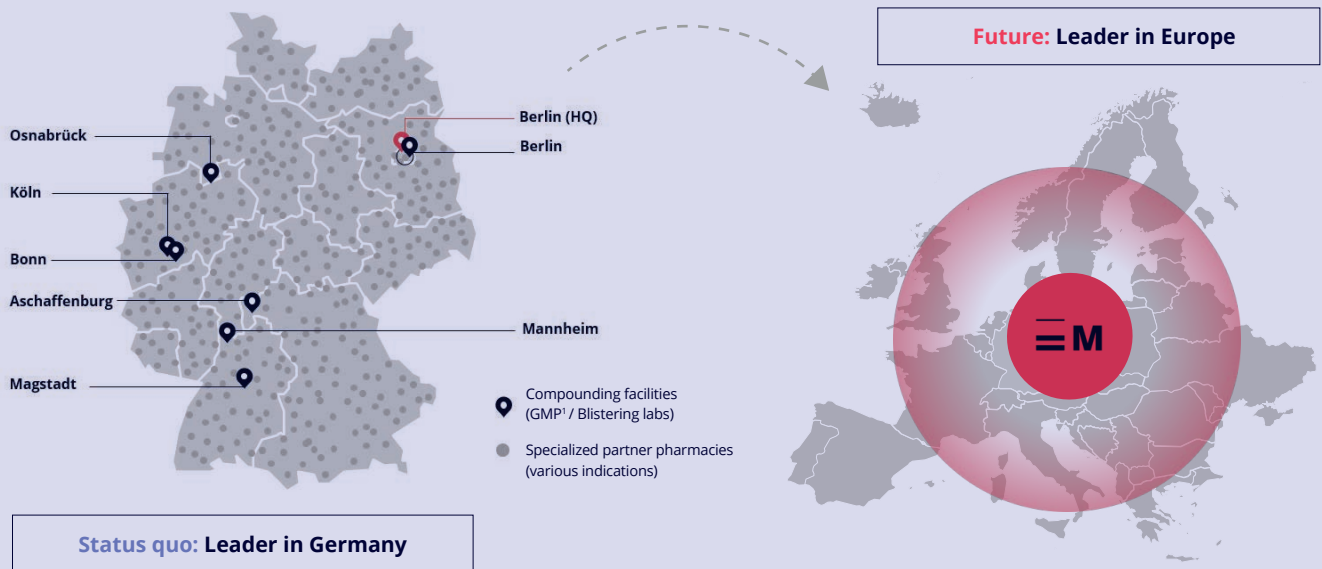 Future: Leader in Europe
Berlin (HQ)
Osnabrück
Berlin
Köln
Bonn
Aschaffenburg
Mannheim
Magstadt
Compounding facilities
(GMP¹ / Blistering labs)
Specialized partner pharmacies
(various indications)
M
Status quo: Leader in Germany